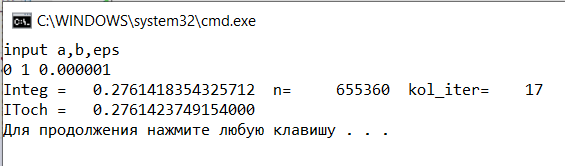 C:\WINDOWS\system32\cmd.exe
input a,b,eps
0 1 0.000001
Integ =   0.2761418354325712  n=      655360  kol_iter=    17
IToch =   0.2761423749154000
Для продолжения нажмите любую клавишу . . .